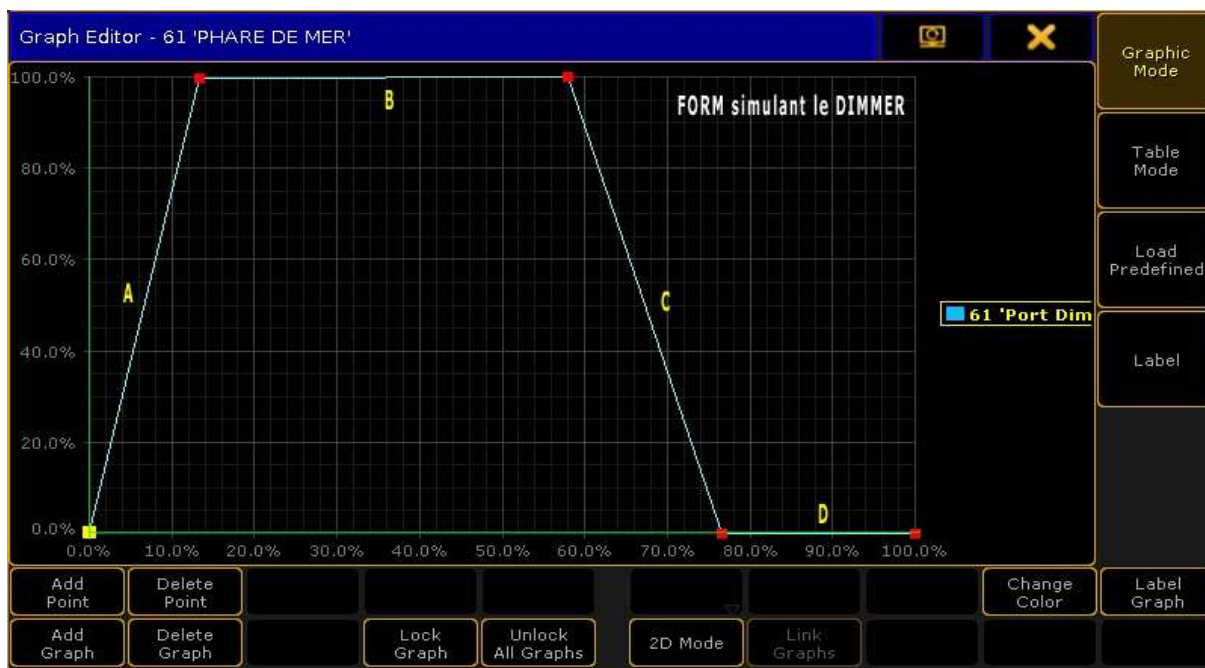 Graph Editor - 61 'PHARE DE MER'
Graphic
Mode
100.0%
B
FORM simulant le DIMMER
80.0%
Table
Mode
60.0%
Load
Predefined
A
C
61 'Port Dim
40.0%
Label
20.0%
D
0.0%
0.0% 10.0% 20.0% 30.0% 40.0% 50.0% 60.0% 70.0% 80.0% 90.0% 100.0%
Add
Point
Delete
Point
Change
Color
Label
Graph
Add
Graph
Delete
Graph
Lock
Graph
Unlock
All Graphs
2D Mode
Link
Graphs